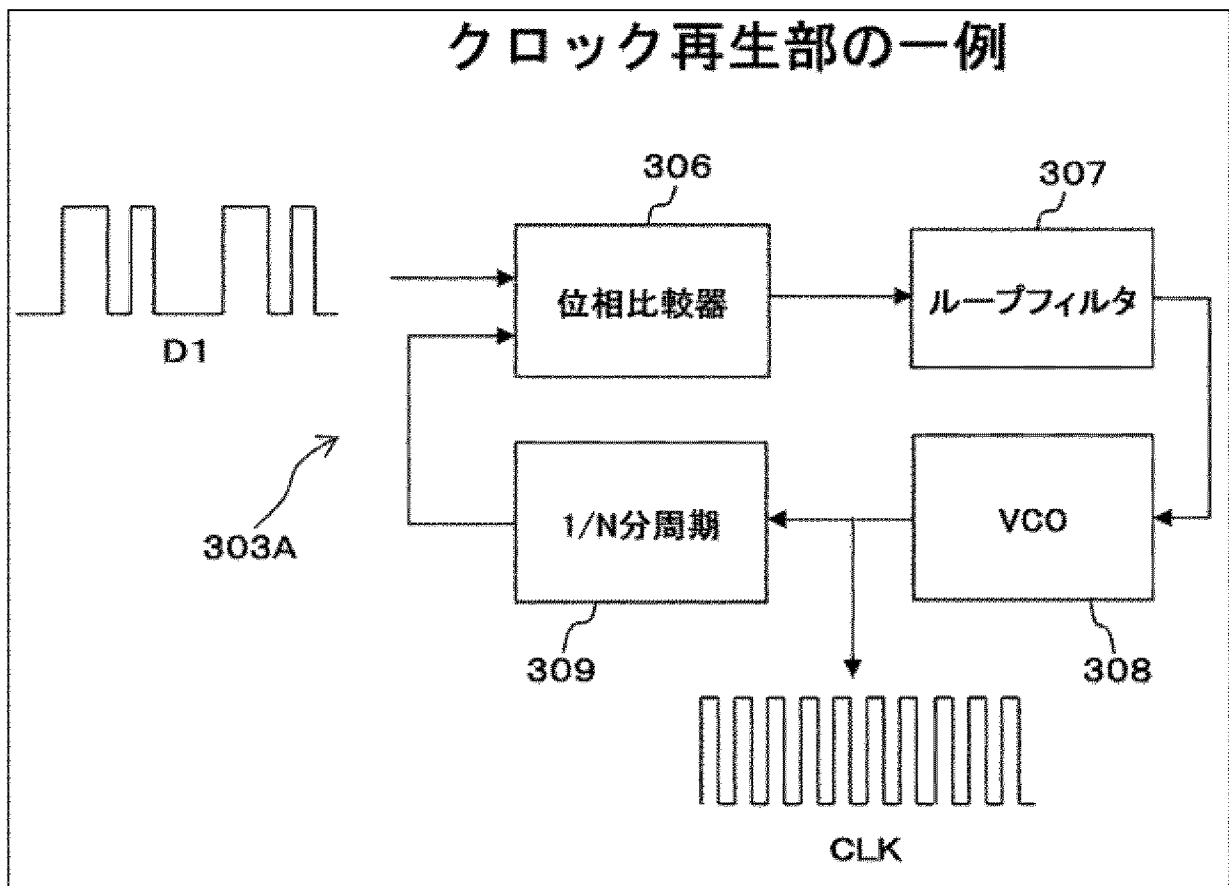 クロック再生部の一例
306
307
位相比較器
ループフィルタ
D1
303A
1/N分周期
VCO
309
308
CLK